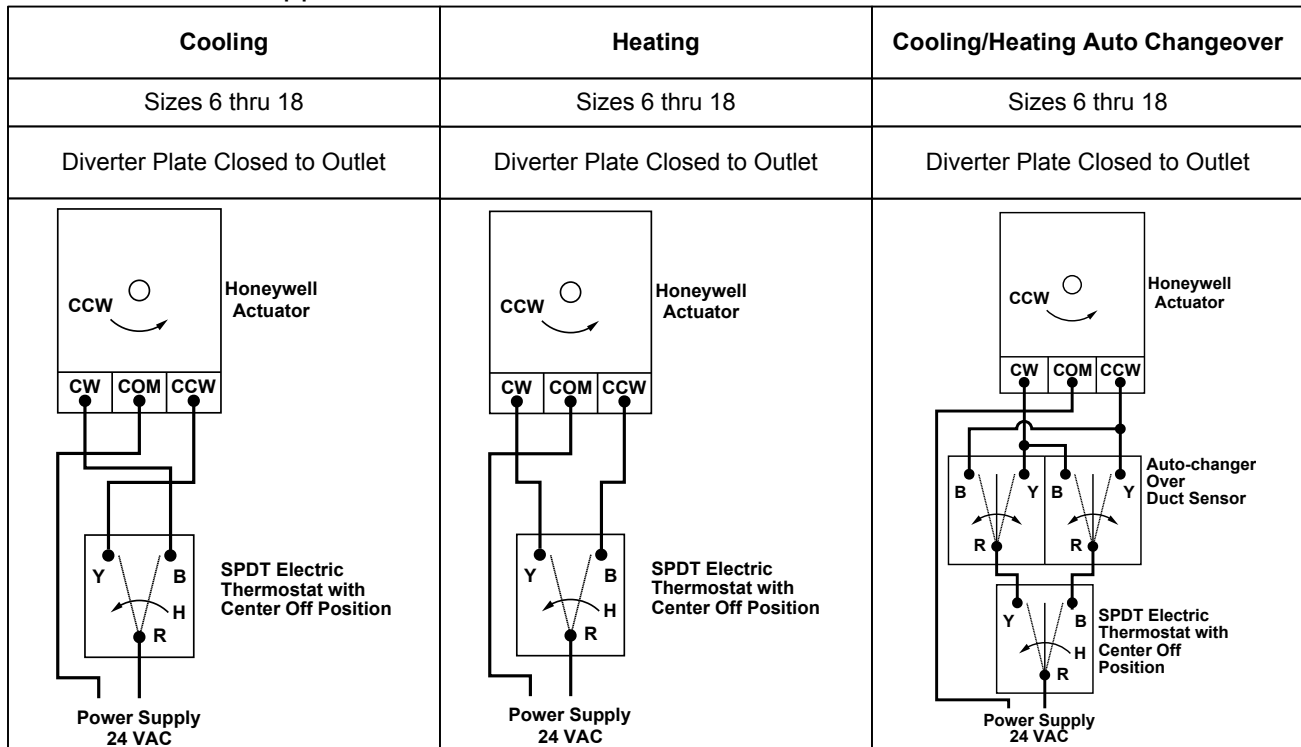 Cooling
Heating
Cooling/Heating Auto Changeover
Sizes 6 thru 18
Sizes 6 thru 18
Sizes 6 thru 18
Diverter Plate Closed to Outlet
Diverter Plate Closed to Outlet
Diverter Plate Closed to Outlet
CCW
Honeywell
Actuator
CW COM CCW
Y B
H
R
SPDT Electric
Thermostat with
Center Off Position
Power Supply
24 VAC
CCW
Honeywell
Actuator
CW COM CCW
Y B
H
R
SPDT Electric
Thermostat with
Center Off Position
Power Supply
24 VAC
CCW
Honeywell
Actuator
CW COM CCW
B Y B Y
R R
Auto-changer
Over
Duct Sensor
Y B
H
R
SPDT Electric
Thermostat with
Center Off
Position
Power Supply
24 VAC